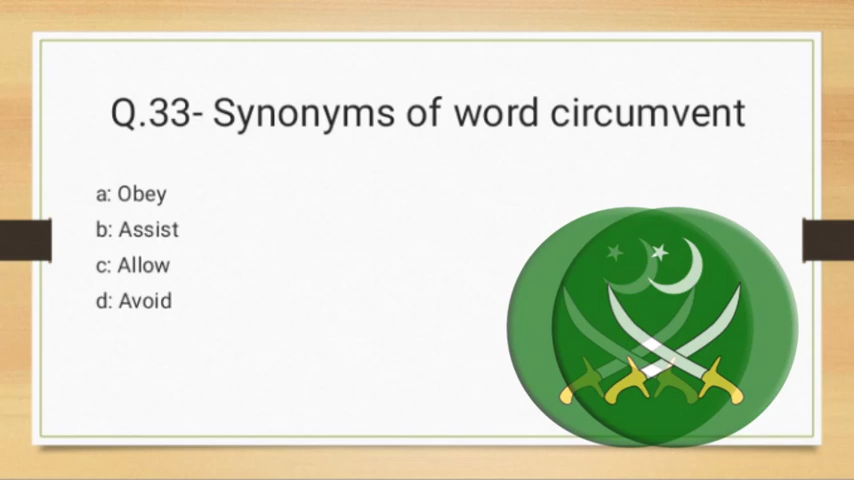 Q.33- Synonyms of word circumvent
a: Obey
b: Assist
c: Allow
d: Avoid